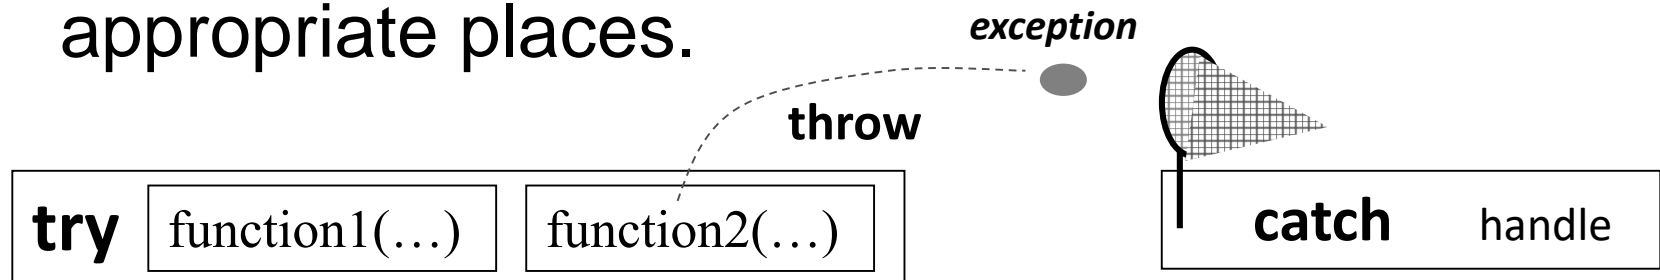 appropriate places.
exception
throw
try function1(…) function2(…) catch handle